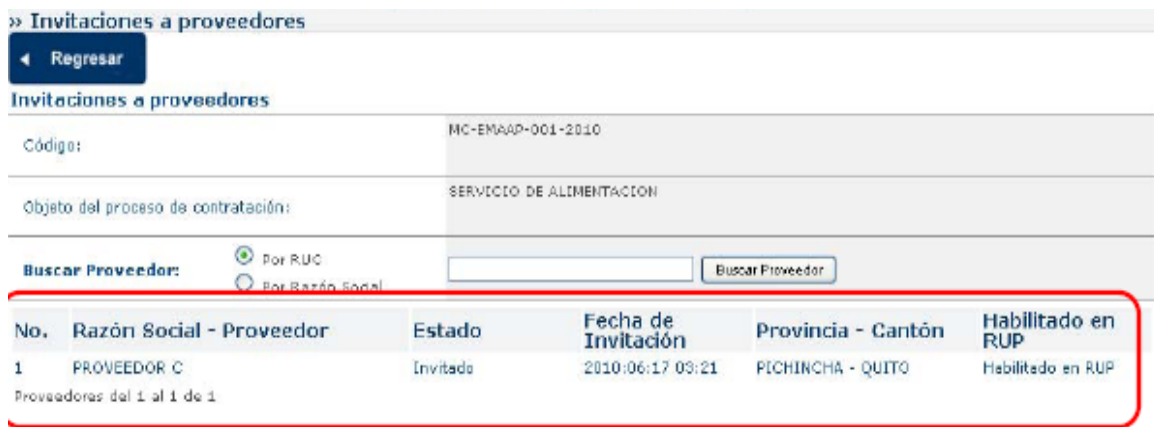 » Invitaciones a proveedores
Regresar
Invitaciones a proveedores
Código: MC-EMAAP-001-2010
Objeto del proceso de contratación: SERVICIO DE ALIMENTACION
Buscar Proveedor: Por RUC Buscar Proveedor
Por Razón Social
No. Razón Social - Proveedor Estado Fecha de Invitación Provincia - Cantón Habilitado en RUP
1 PROVEEDOR C Invitado 2010:06:17 03:21 PICHINCHA - QUITO Habilitado en RUP
Proveedores del 1 al 1 de 1